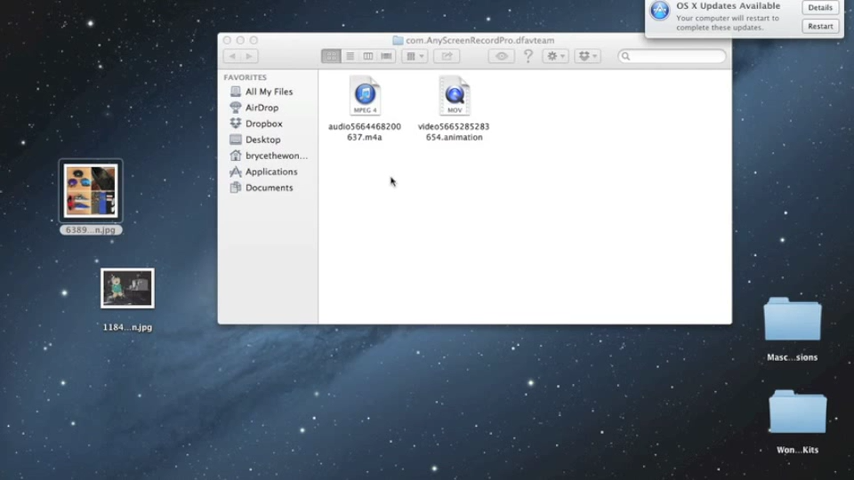 OS X Updates Available
Your computer will restart to
complete these updates.
Details
Restart
com.AnyScreenRecordPro.dfavteam
FAVORITES
All My Files
AirDrop
Dropbox
Desktop
brycethewon...
Applications
Documents
MPEG 4
audio5664468200
637.m4a
MOV
video5665285283
654.animation
6389...n.jpg
1184...n.jpg
Masc...sions
Won...Kits